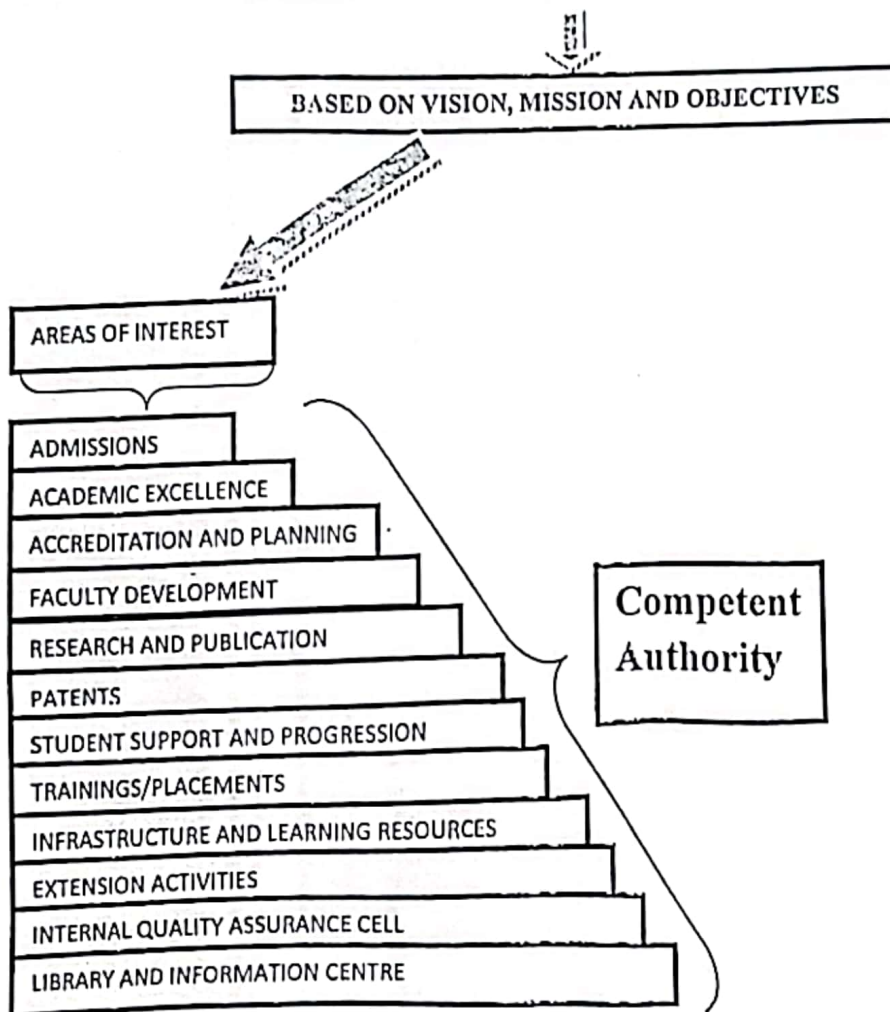 BASED ON VISION, MISSION AND OBJECTIVES
AREAS OF INTEREST
ADMISSIONS
ACADEMIC EXCELLENCE
ACCREDITATION AND PLANNING
FACULTY DEVELOPMENT
RESEARCH AND PUBLICATION
PATENTS
STUDENT SUPPORT AND PROGRESSION
TRAININGS/PLACEMENTS
INFRASTRUCTURE AND LEARNING RESOURCES
EXTENSION ACTIVITIES
INTERNAL QUALITY ASSURANCE CELL
LIBRARY AND INFORMATION CENTRE
Competent
Authority